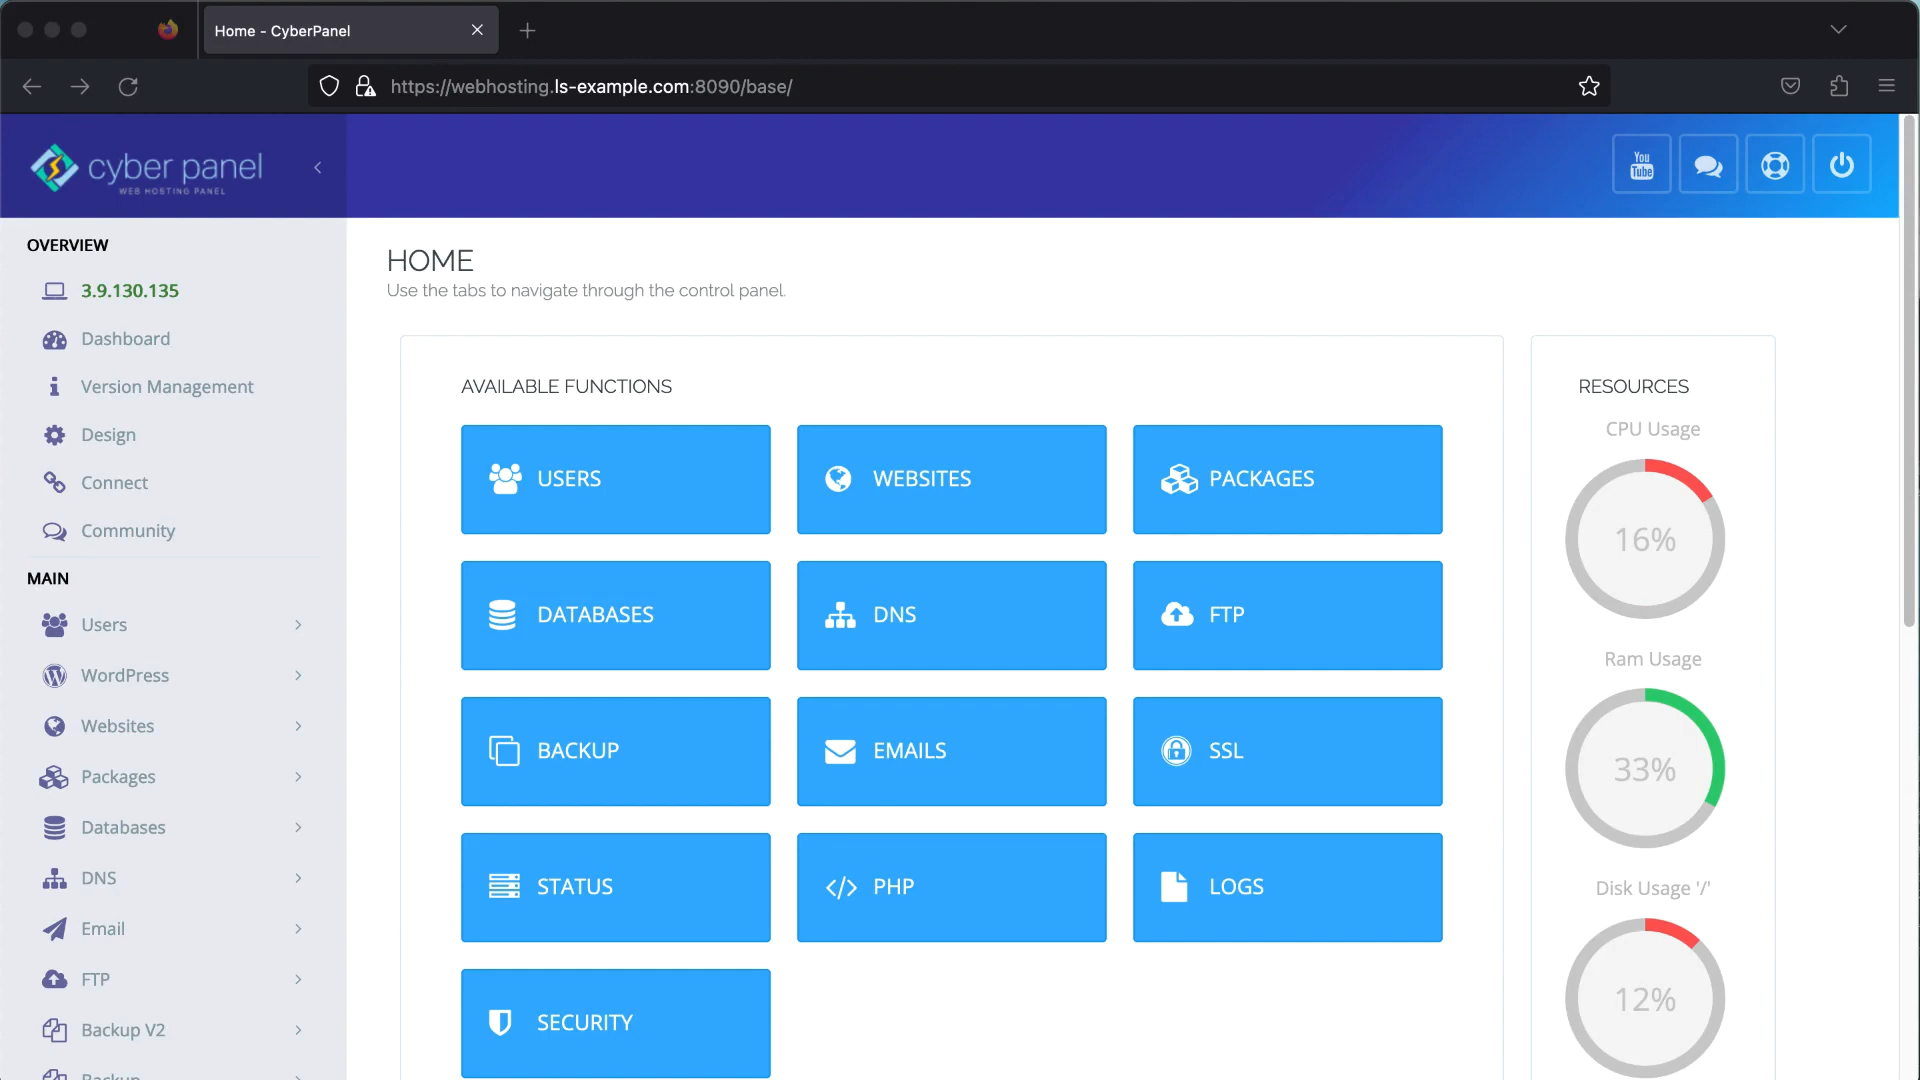 Home - CyberPanel
https://webhosting.ls-example.com:8090/base/
cyber panel
WEB HOSTING PANEL
You
Tube
OVERVIEW
3.9.130.135
Dashboard
Version Management
Design
Connect
Community
MAIN
Users
WordPress
Websites
Packages
Databases
DNS
Email
FTP
Backup V2
Backup
HOME
Use the tabs to navigate through the control panel.
AVAILABLE FUNCTIONS
USERS
WEBSITES
PACKAGES
DATABASES
DNS
FTP
BACKUP
EMAILS
SSL
STATUS
PHP
LOGS
SECURITY
RESOURCES
CPU Usage
16%
Ram Usage
33%
Disk Usage '/'
12%